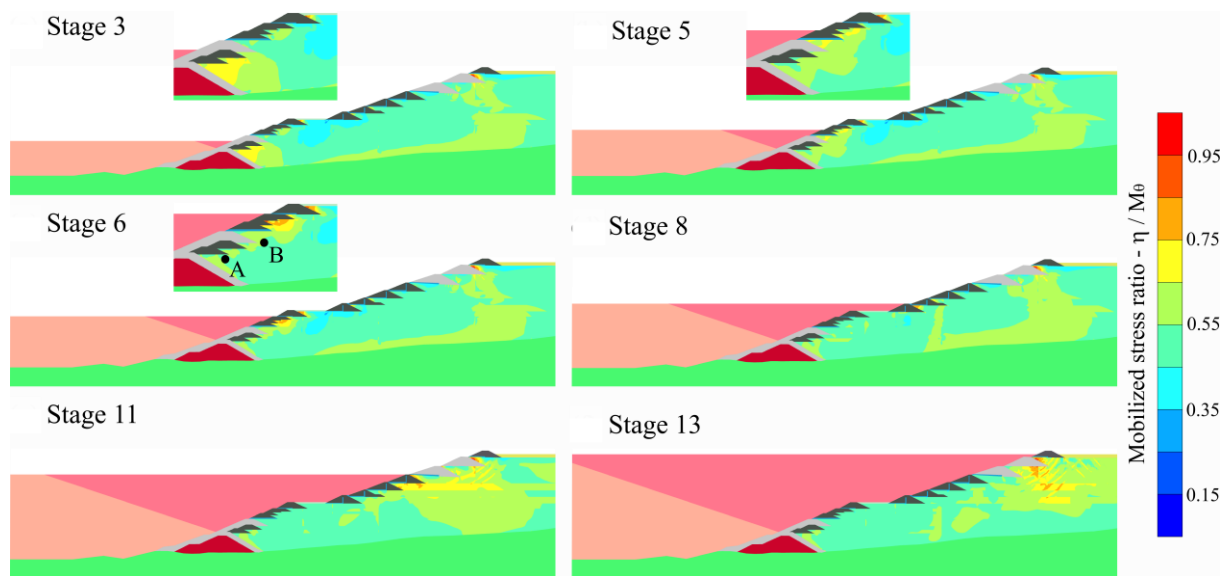 Stage 3
Stage 5
Stage 6
A
B
Stage 8
Stage 11
Stage 13
Mobilized stress ratio - η / Mθ
0.95
0.75
0.55
0.35
0.15